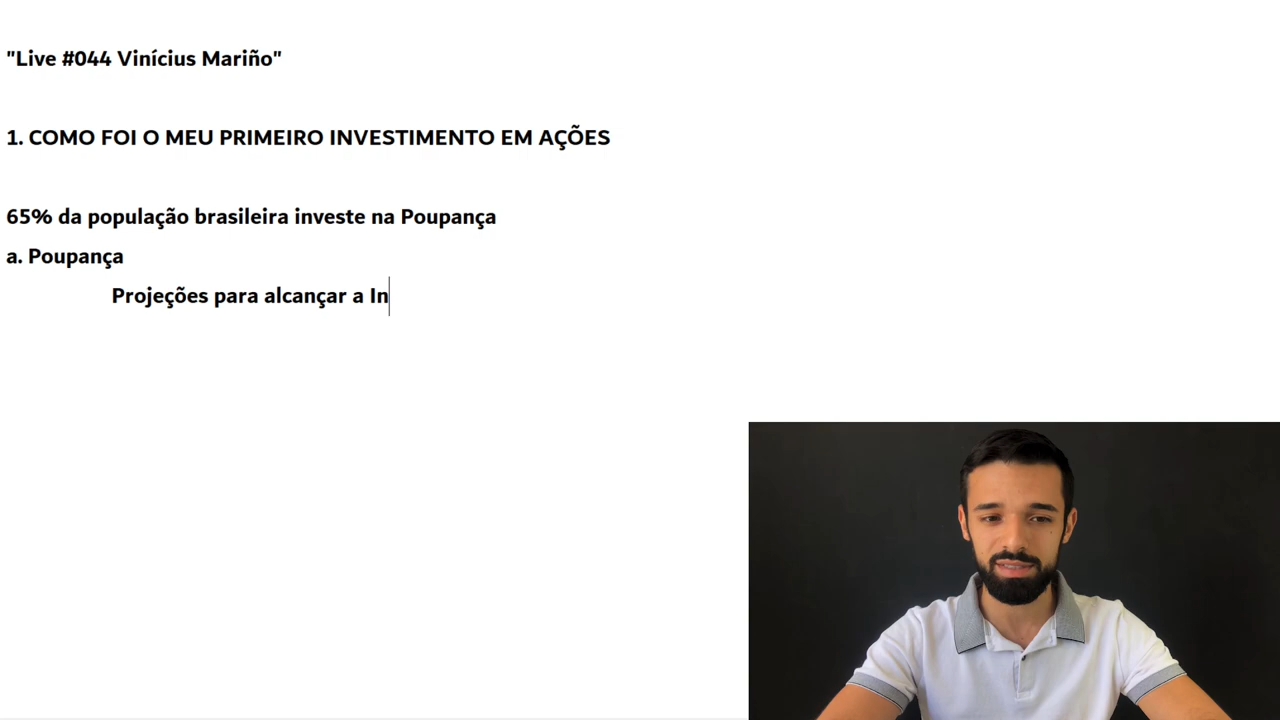 "Live #044 Vinícius Mariño"
1. COMO FOI O MEU PRIMEIRO INVESTIMENTO EM AÇÕES
65% da população brasileira investe na Poupança
a. Poupança
Projeções para alcançar a In